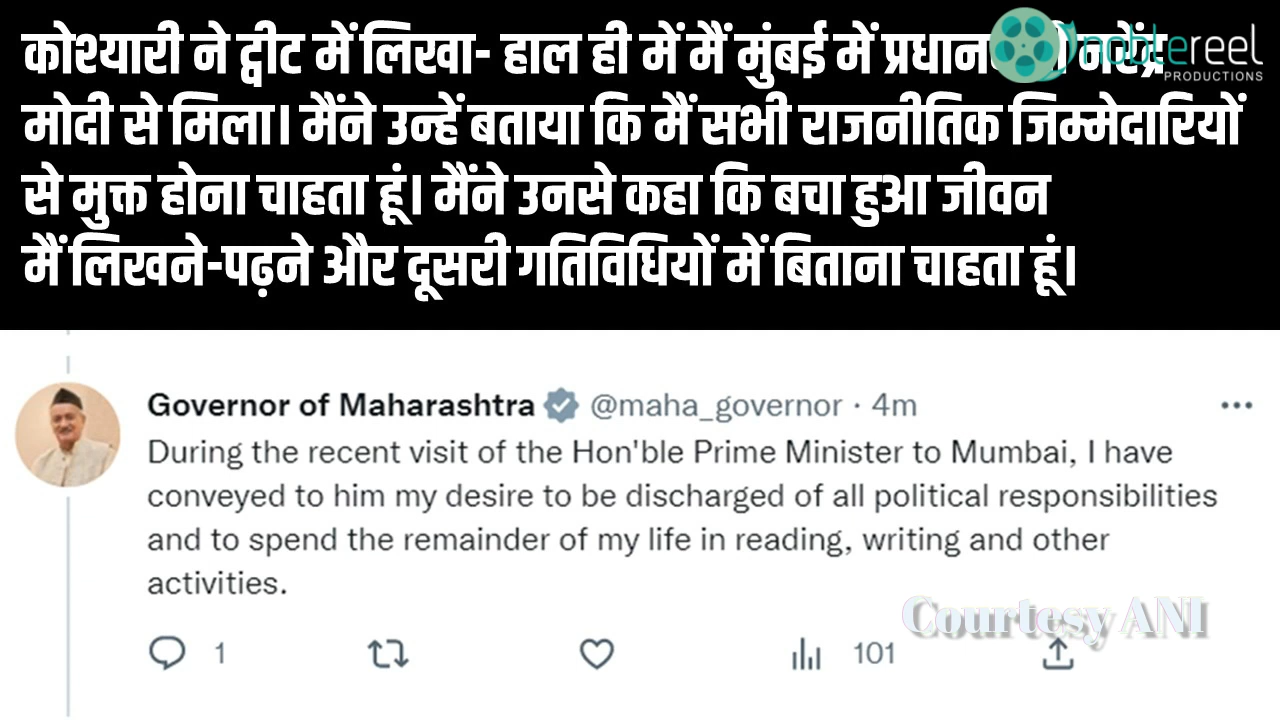 कोश्यारी ने ट्वीट में लिखा- हाल ही में मैं मुंबई में
noblereel
PRODUCTIONS
मोदी से मिला। मैंने उन्हें बताया कि मैं सभी राजनीतिक जिम्मेदारियों
से मुक्त होना चाहता हूं। मैंने उनसे कहा कि बचा हुआ जीवन
मैं लिखने-पढ़ने और दूसरी गतिविधियों में बिताना चाहता हूं।
Governor of Maharashtra @maha_governor · 4m
During the recent visit of the Hon'ble Prime Minister to Mumbai, I have
conveyed to him my desire to be discharged of all political responsibilities
and to spend the remainder of my life in reading, writing and other
activities.
Courtesy ANI
1 101